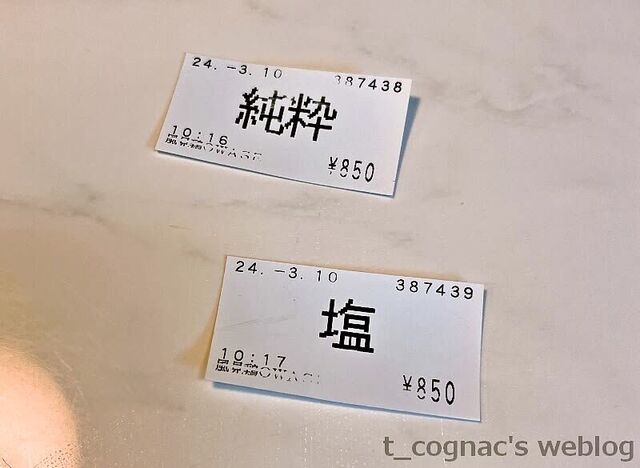 24. -3. 10 387438
純粋
10:16
¥850
24. -3. 10 387439
塩
10:17
¥850
t_cognac's weblog